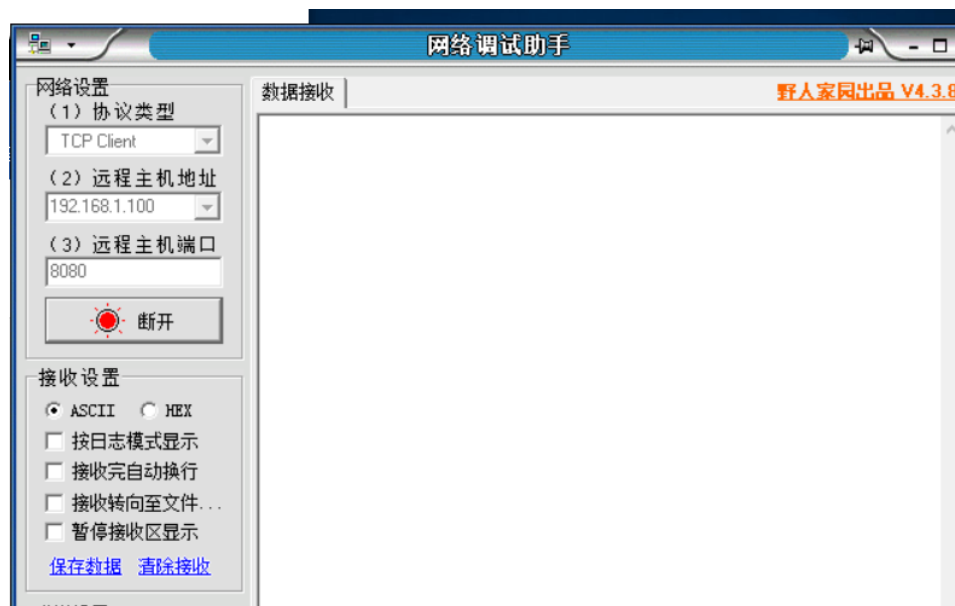 网络调试助手
网络设置
（1）协议类型
TCP Client
（2）远程主机地址
192.168.1.100
（3）远程主机端口
8080
断开
接收设置
ASCII HEX
按日志模式显示
接收完自动换行
接收转向至文件...
暂停接收区显示
保存数据 清除接收
数据接收
野人家园出品 V4.3.8